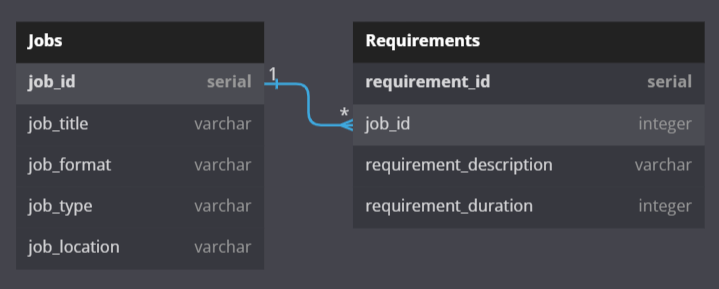 Jobs
job_id serial
job_title varchar
job_format varchar
job_type varchar
job_location varchar
1
*
Requirements
requirement_id serial
job_id integer
requirement_description varchar
requirement_duration integer